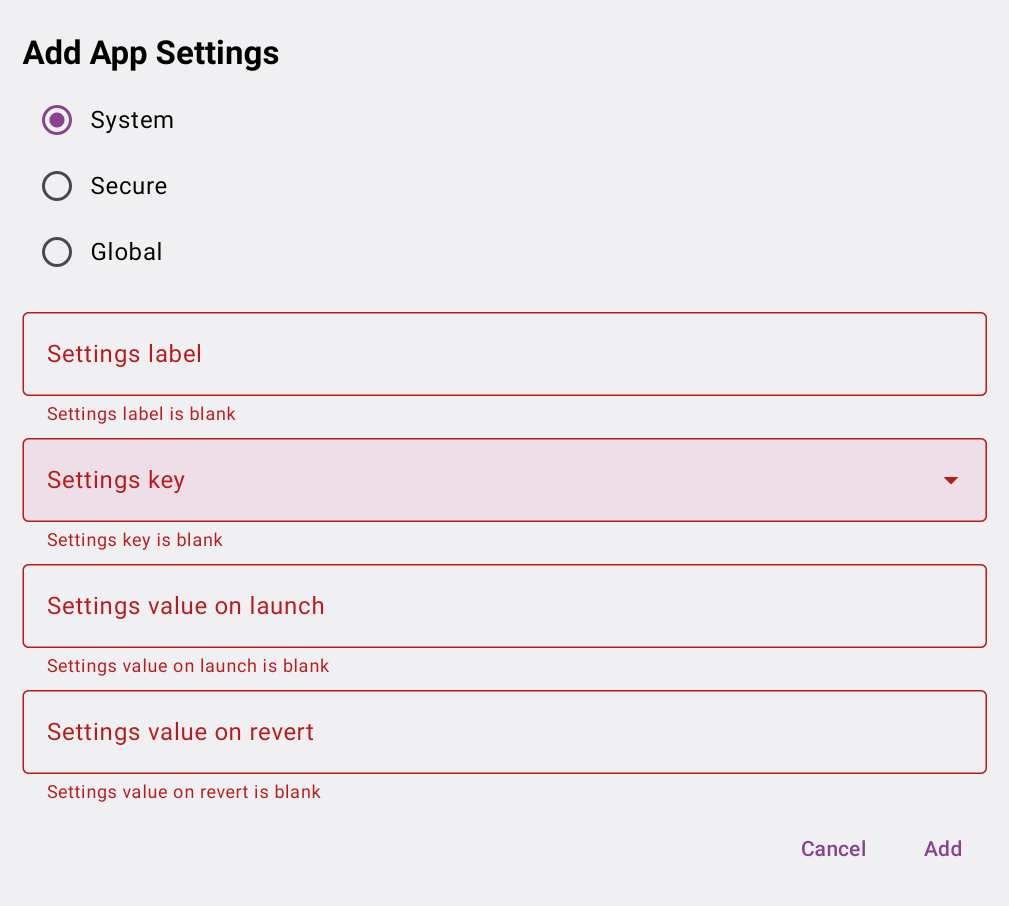 Add App Settings
System
Secure
Global
Settings label
Settings label is blank
Settings key
Settings key is blank
Settings value on launch
Settings value on launch is blank
Settings value on revert
Settings value on revert is blank
Cancel Add